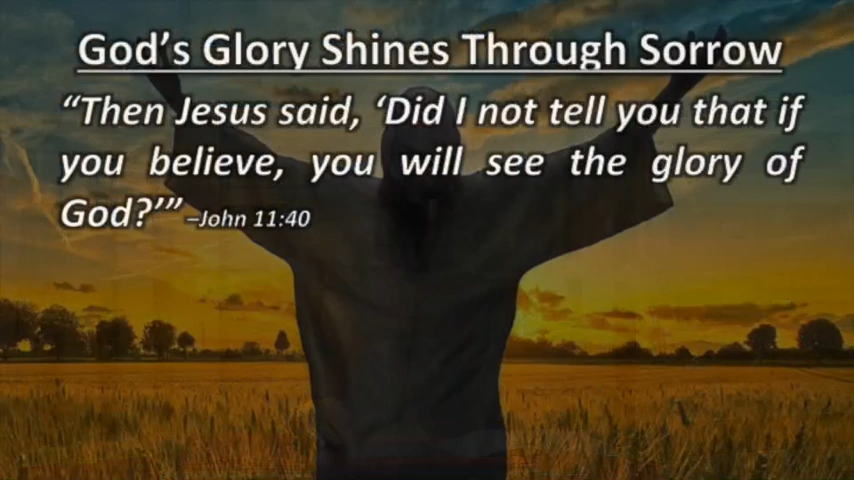 God’s Glory Shines Through Sorrow
“Then Jesus said, ‘Did I not tell you that if
you believe, you will see the glory of
God?’” –John 11:40